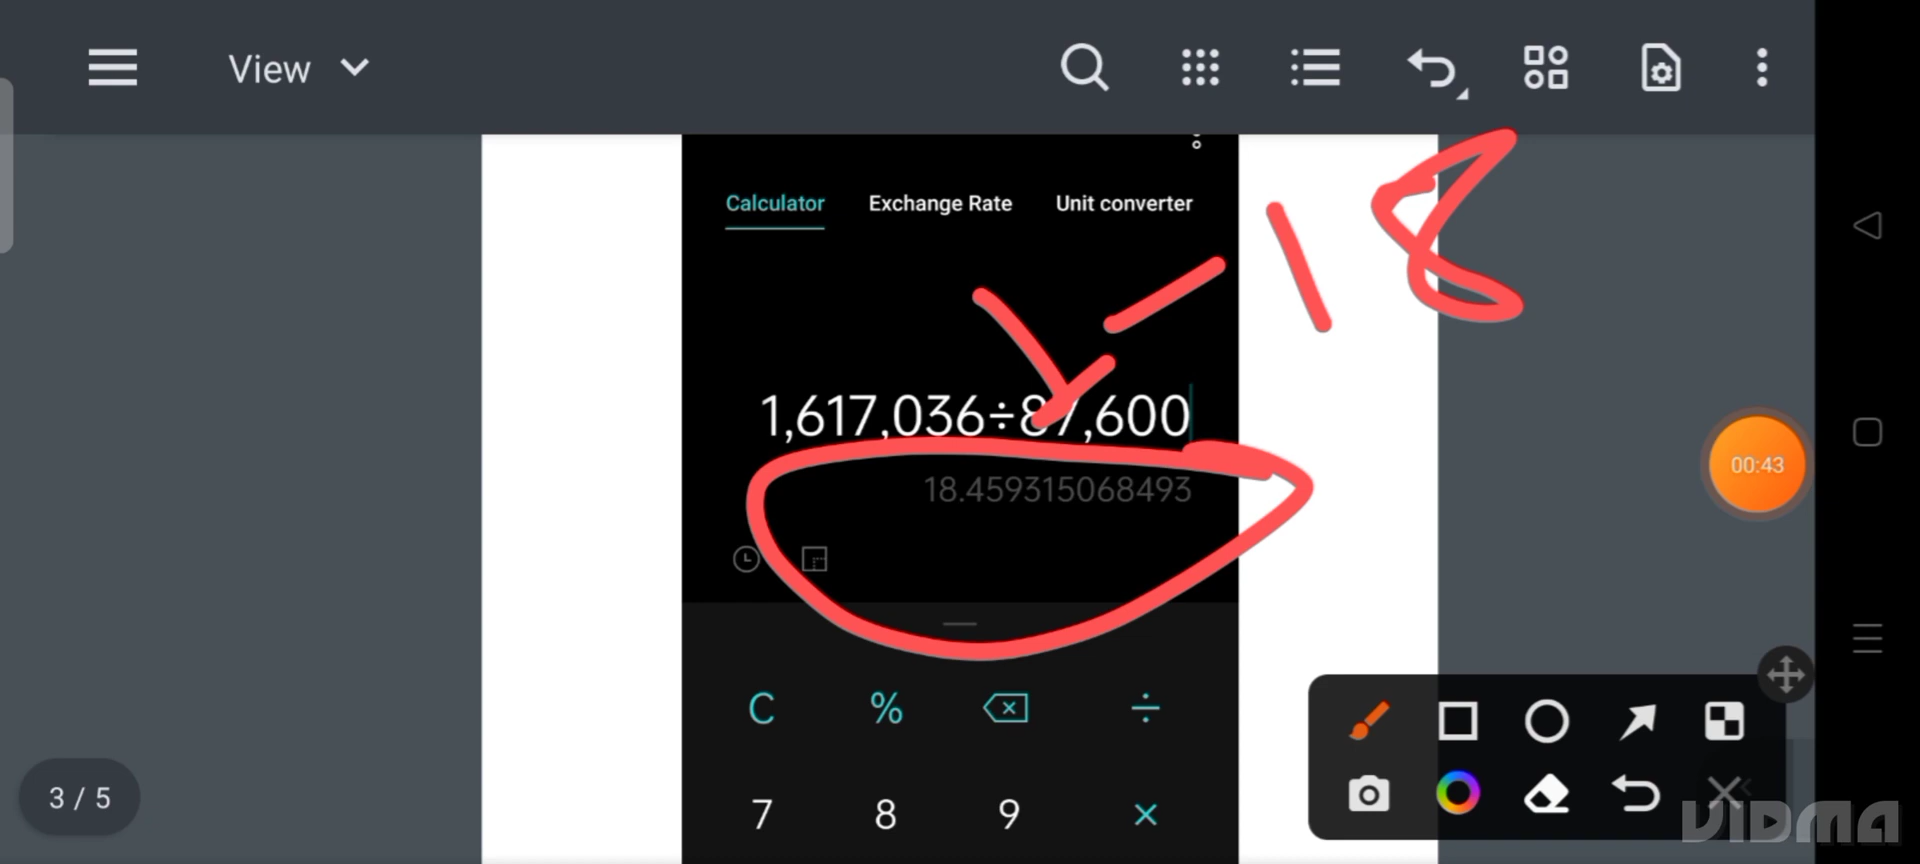 View
Calculator Exchange Rate Unit converter
Y - 18
1,617,036÷87,600
18.459315068493
00:43
C % ÷
7 8 9 ×
3 / 5
VIDMA